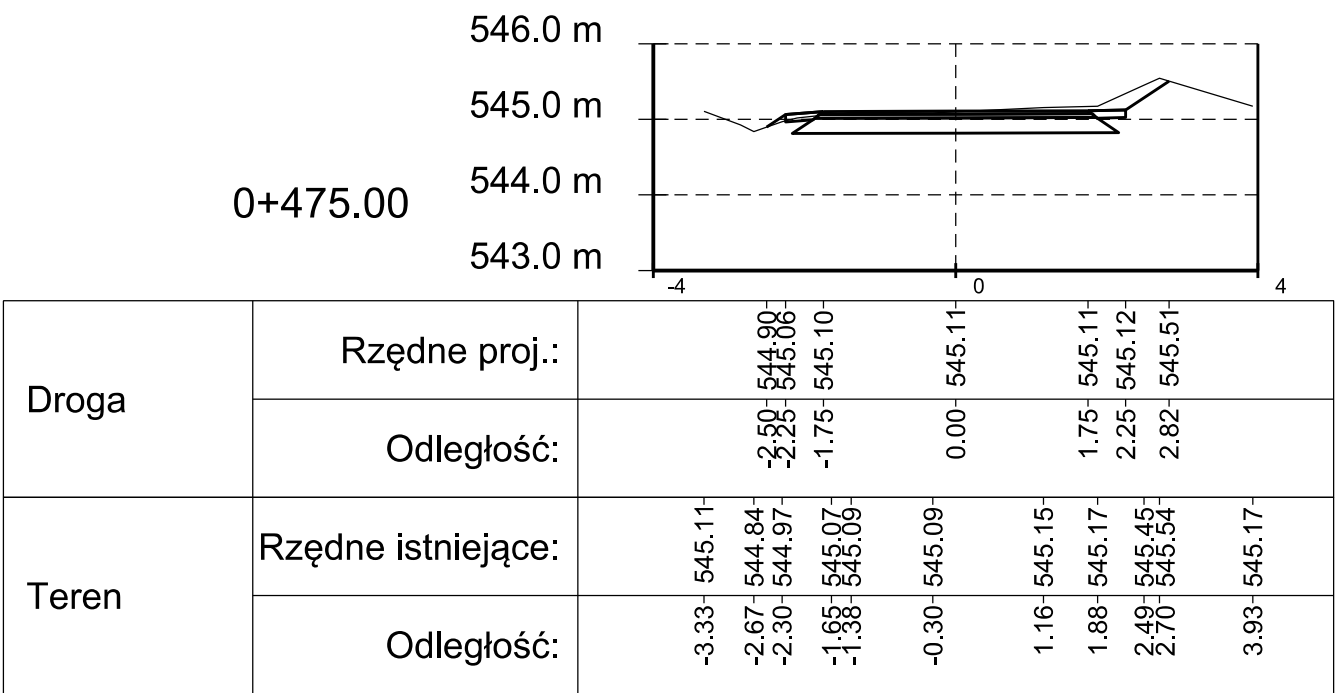 546.0 m
545.0 m
544.0 m
0+475.00
543.0 m
-4 0 4
Droga
Rzędne proj.: 544.90 545.06 545.10 545.11 545.11 545.12 545.51
Odległość: -2.50 -2.25 -1.75 0.00 1.75 2.25 2.82
Teren
Rzędne istniejące: 545.11 544.84 544.97 545.07 545.09 545.09 545.15 545.17 545.45 545.54 545.17
Odległość: -3.33 -2.67 -2.30 -1.65 -1.38 -0.30 1.16 1.88 2.49 2.70 3.93